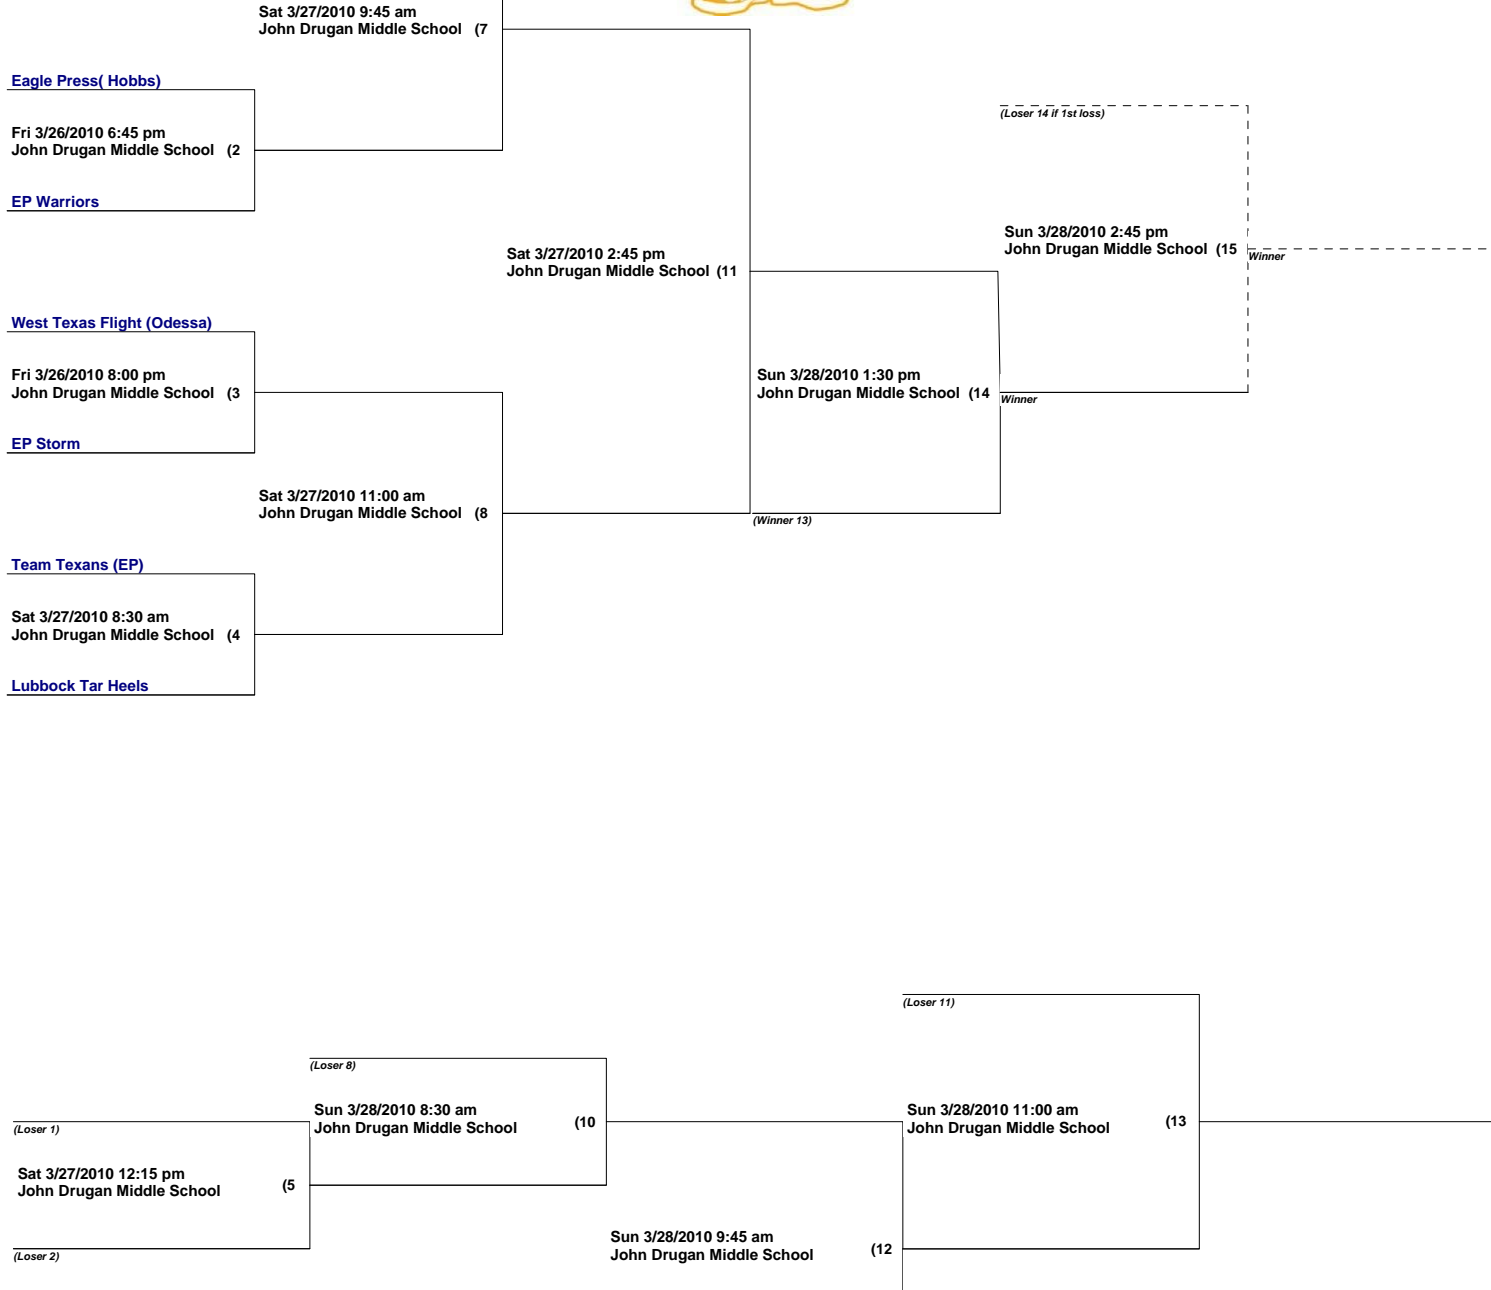 Sat 3/27/2010 9:45 am
John Drugan Middle School (7
Eagle Press( Hobbs)
Fri 3/26/2010 6:45 pm
John Drugan Middle School (2
EP Warriors
(Loser 14 if 1st loss)
Sun 3/28/2010 2:45 pm
John Drugan Middle School (15
Winner
Sat 3/27/2010 2:45 pm
John Drugan Middle School (11
West Texas Flight (Odessa)
Fri 3/26/2010 8:00 pm
John Drugan Middle School (3
EP Storm
Sun 3/28/2010 1:30 pm
John Drugan Middle School (14
Winner
Sat 3/27/2010 11:00 am
John Drugan Middle School (8
(Winner 13)
Team Texans (EP)
Sat 3/27/2010 8:30 am
John Drugan Middle School (4
Lubbock Tar Heels
(Loser 11)
(Loser 8)
Sun 3/28/2010 8:30 am
John Drugan Middle School (10
Sun 3/28/2010 11:00 am
John Drugan Middle School (13
(Loser 1)
Sat 3/27/2010 12:15 pm
John Drugan Middle School (5
(Loser 2)
Sun 3/28/2010 9:45 am
John Drugan Middle School (12